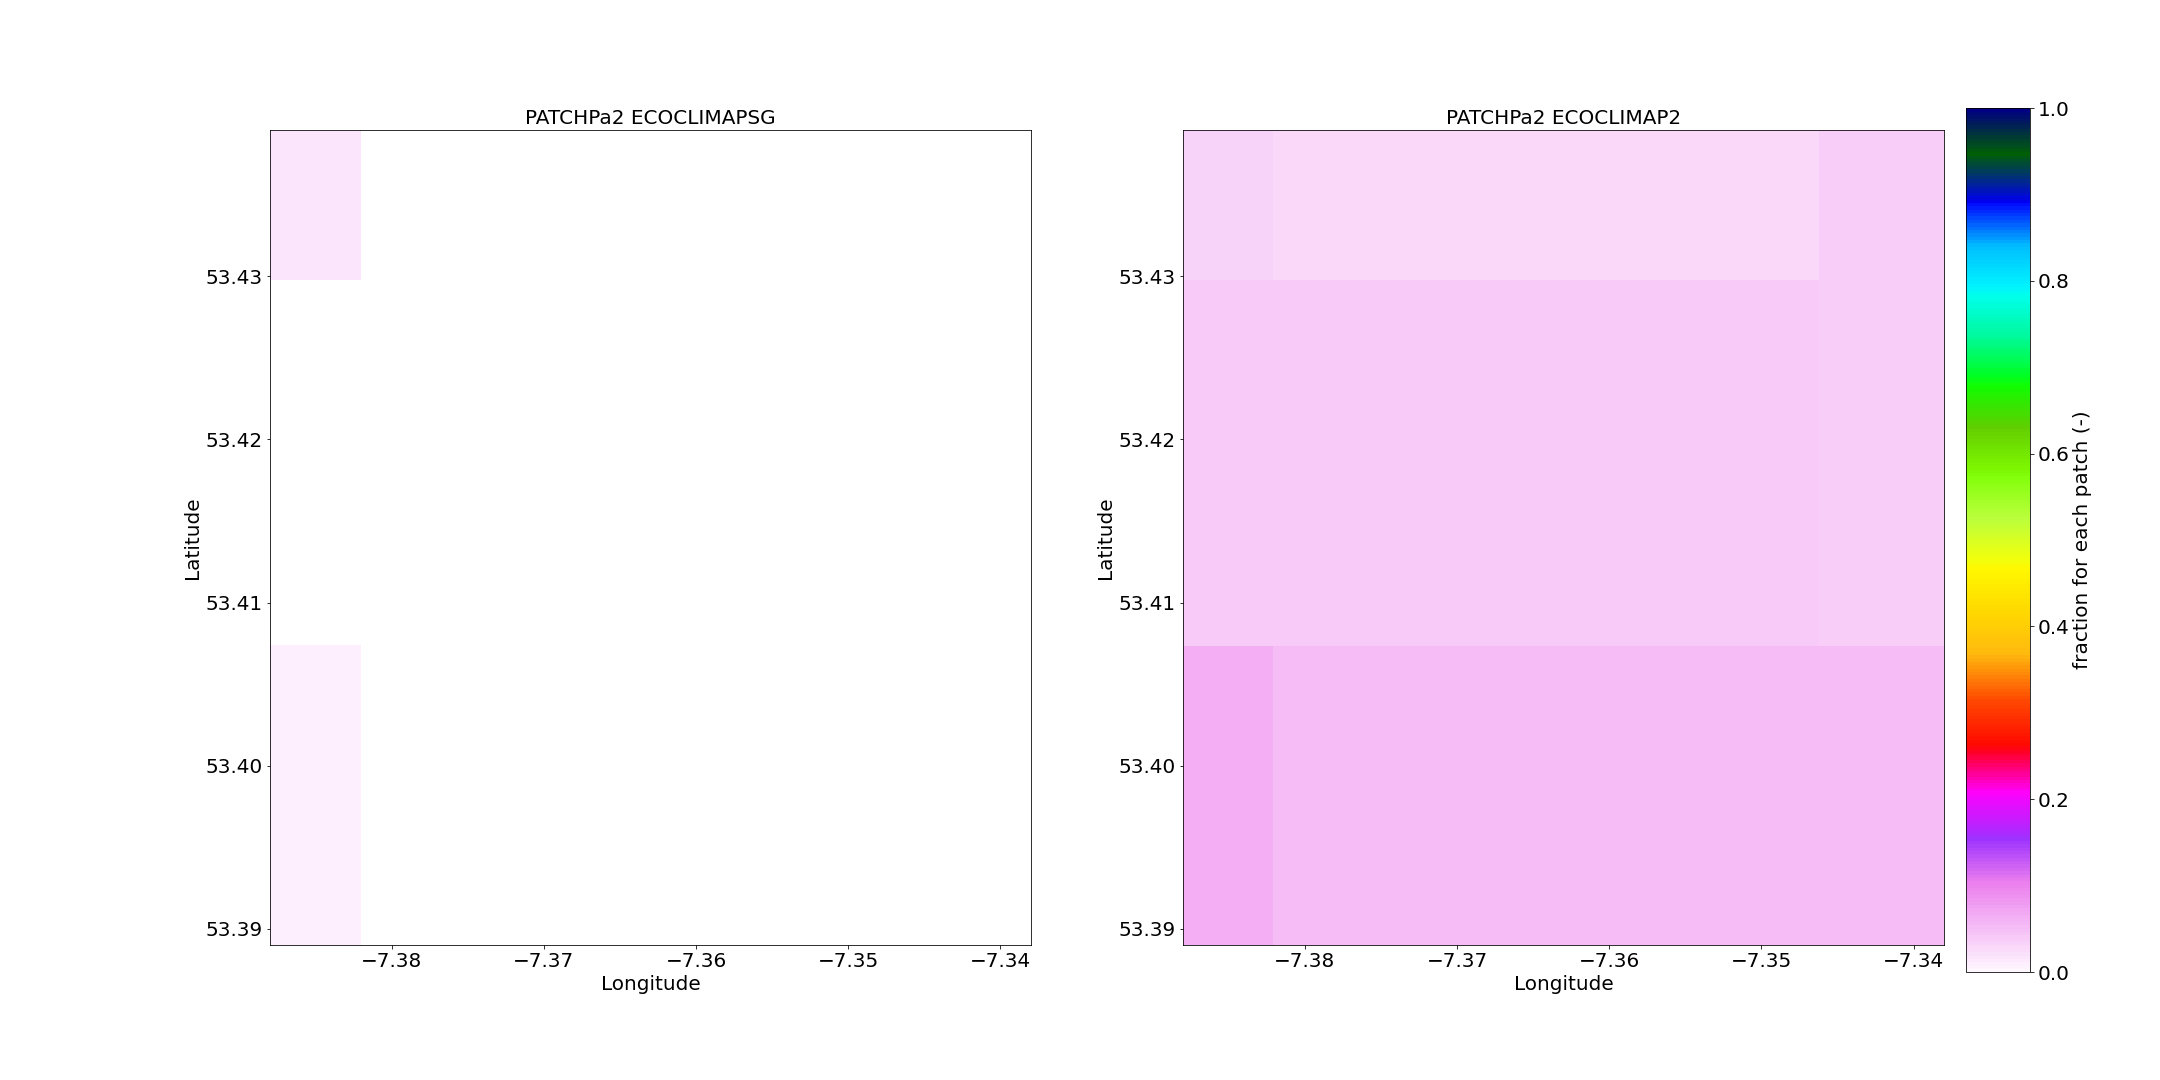 PATCHPa2 ECOCLIMAPSG
53.43
53.42
53.41
53.40
53.39
Latitude
−7.38 −7.37 −7.36 −7.35 −7.34
Longitude
PATCHPa2 ECOCLIMAP2
53.43
53.42
53.41
53.40
53.39
Latitude
−7.38 −7.37 −7.36 −7.35 −7.34
Longitude
1.0
0.8
0.6
0.4
0.2
0.0
fraction for each patch (-)